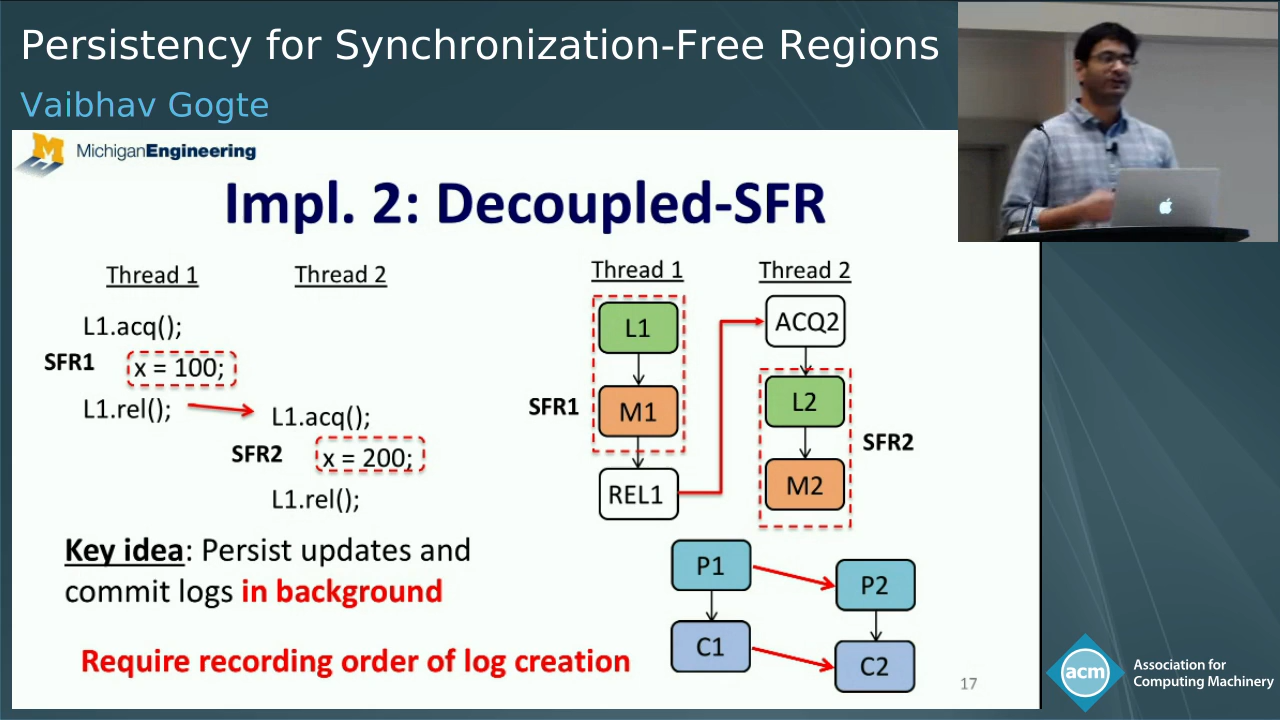 Persistency for Synchronization-Free Regions
Vaibhav Gogte
M MichiganEngineering
Impl. 2: Decoupled-SFR
Thread 1
Thread 2
L1.acq();
SFR1
x = 100;
L1.rel();
L1.acq();
SFR2
x = 200;
L1.rel();
Key idea: Persist updates and
commit logs in background
Require recording order of log creation
Thread 1
Thread 2
L1
ACQ2
M1
SFR1
L2
SFR2
REL1
M2
P1
P2
C1
C2
17
acm
Association for
Computing Machinery